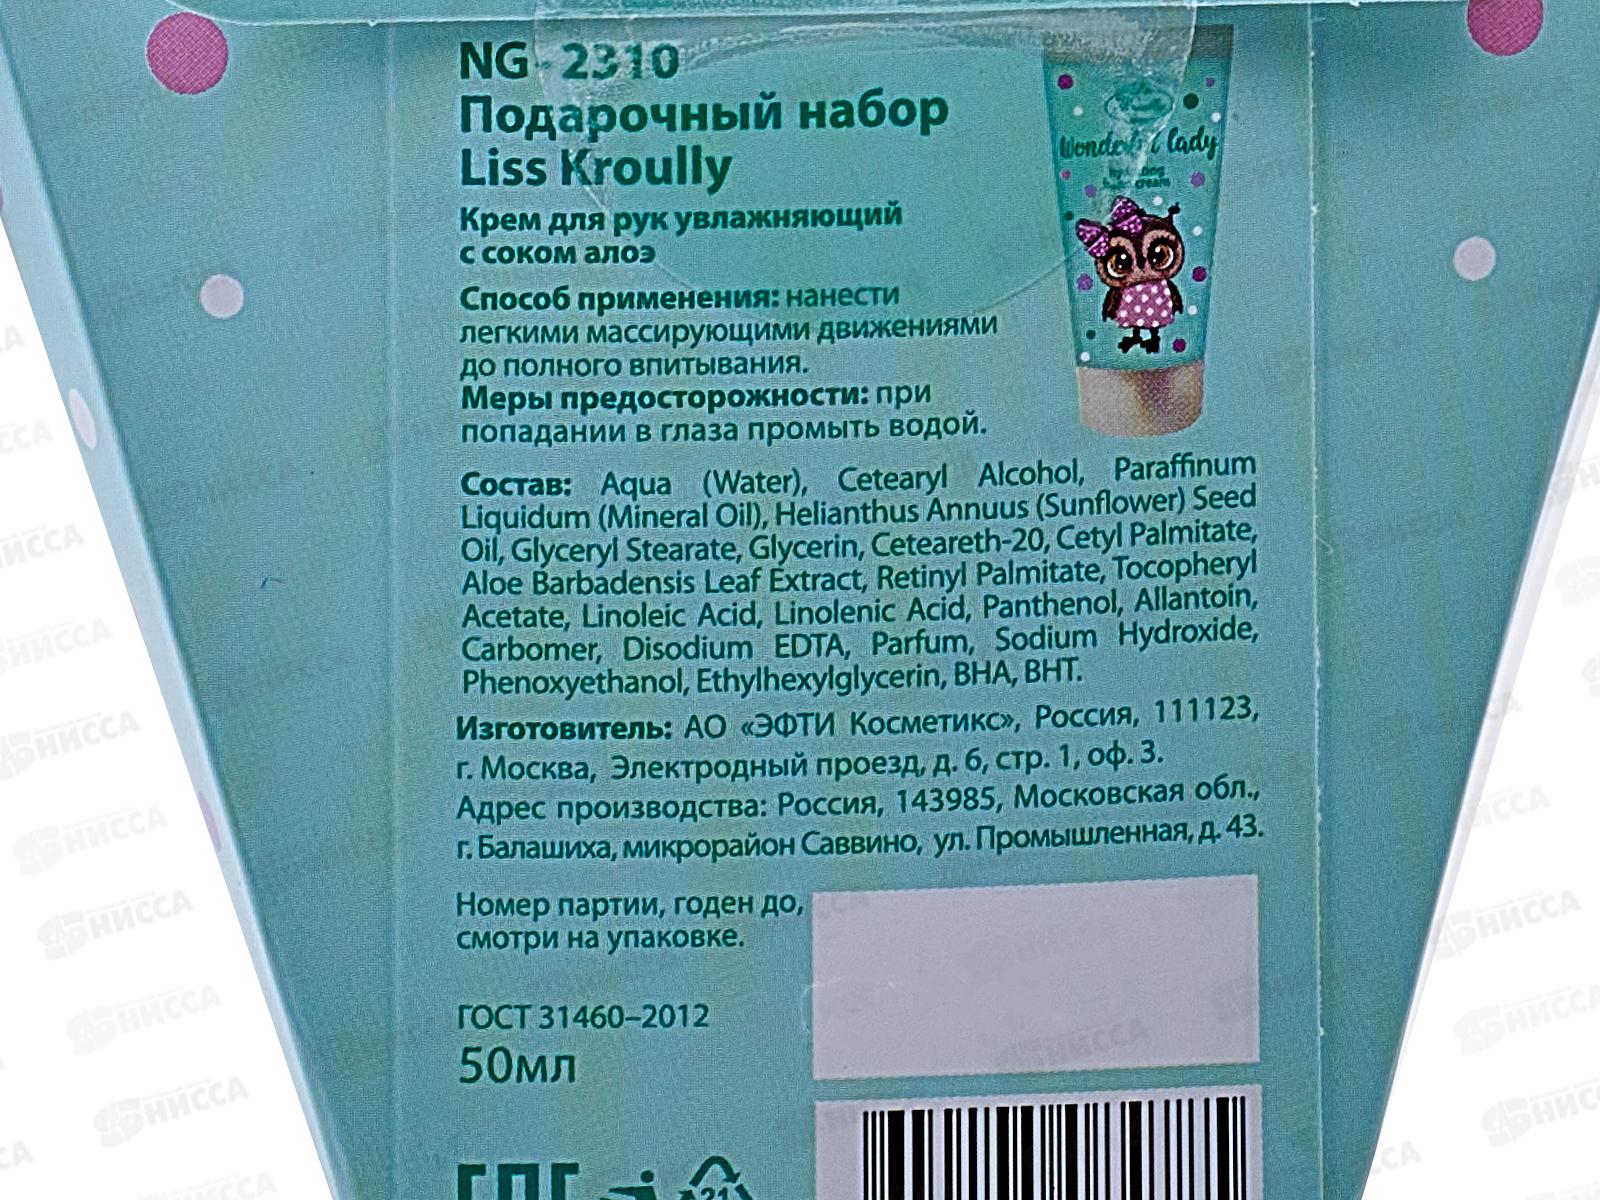 NG - 2310
Подарочный набор
Liss Kroully
Крем для рук увлажняющий
с соком алоэ
Способ применения: нанести
легкими массирующими движениями
до полного впитывания.
Меры предосторожности: при
попадании в глаза промыть водой.
Состав: Aqua (Water), Cetearyl Alcohol, Paraffinum
Liquidum (Mineral Oil), Helianthus Annuus (Sunflower) Seed
Oil, Glyceryl Stearate, Glycerin, Ceteareth-20, Cetyl Palmitate,
Aloe Barbadensis Leaf Extract, Retinyl Palmitate, Tocopheryl
Acetate, Linoleic Acid, Linolenic Acid, Panthenol, Allantoin,
Carbomer, Disodium EDTA, Parfum, Sodium Hydroxide,
Phenoxyethanol, Ethylhexylglycerin, BHA, BHT.
Изготовитель: АО «ЭФТИ Косметикс», Россия, 111123,
г. Москва, Электродный проезд, д. 6, стр. 1, оф. 3.
Адрес производства: Россия, 143985, Московская обл.,
г. Балашиха, микрорайон Саввино, ул. Промышленная, д. 43.
Номер партии, годен до,
смотри на упаковке.
ГОСТ 31460–2012
50мл
21
lady
cream
НИССА